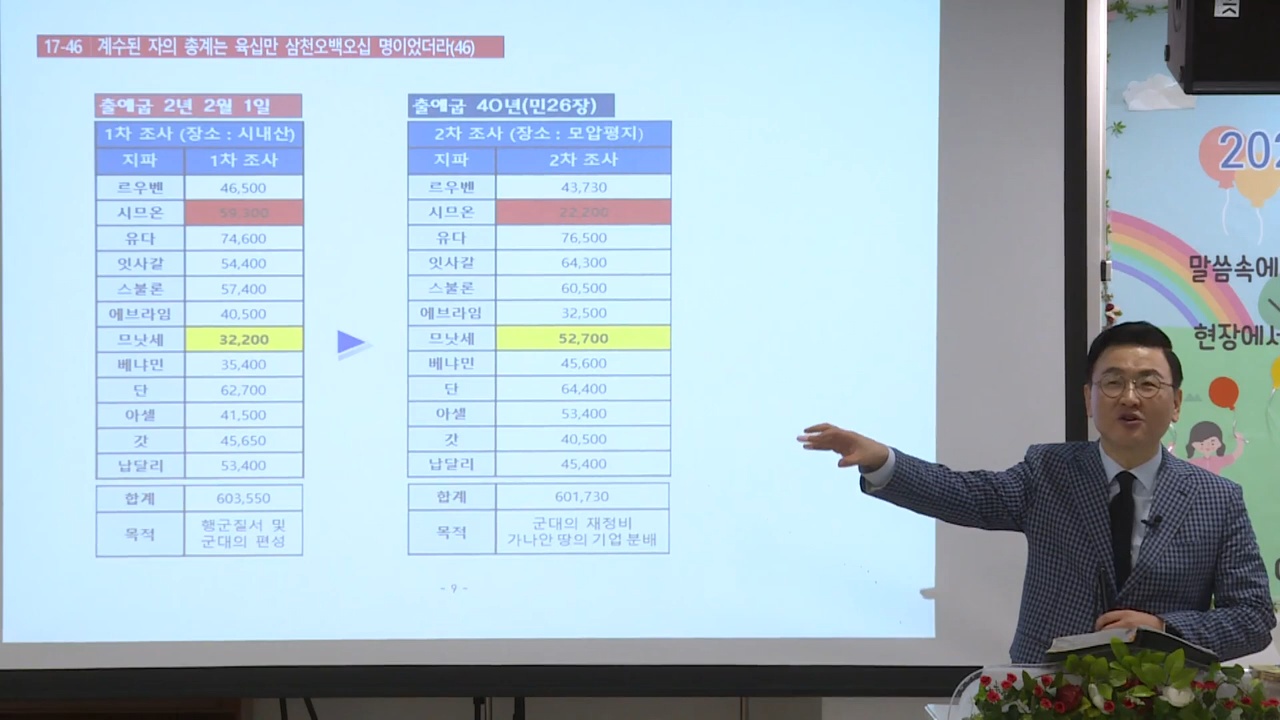 17-46 계수된 자의 총계는 육십만 삼천오백오십 명이었더라(46)
출애굽 2년 2월 1일
1차 조사 (장소 : 시내산)
지파 1차 조사
르우벤 46,500
시므온 59,300
유다 74,600
잇사갈 54,400
스불론 57,400
에브라임 40,500
므낫세 32,200
베냐민 35,400
단 62,700
아셀 41,500
갓 45,650
납달리 53,400
합계 603,550
목적 행군질서 및
군대의 편성
출애굽 40년(민26장)
2차 조사 (장소 : 모압평지)
지파 2차 조사
르우벤 43,730
시므온 22,200
유다 76,500
잇사갈 64,300
스불론 60,500
에브라임 32,500
므낫세 52,700
베냐민 45,600
단 64,400
아셀 53,400
갓 40,500
납달리 45,400
합계 601,730
목적 군대의 재정비
가나안 땅의 기업 분배
- 9 -
202
말씀속에
현장에서